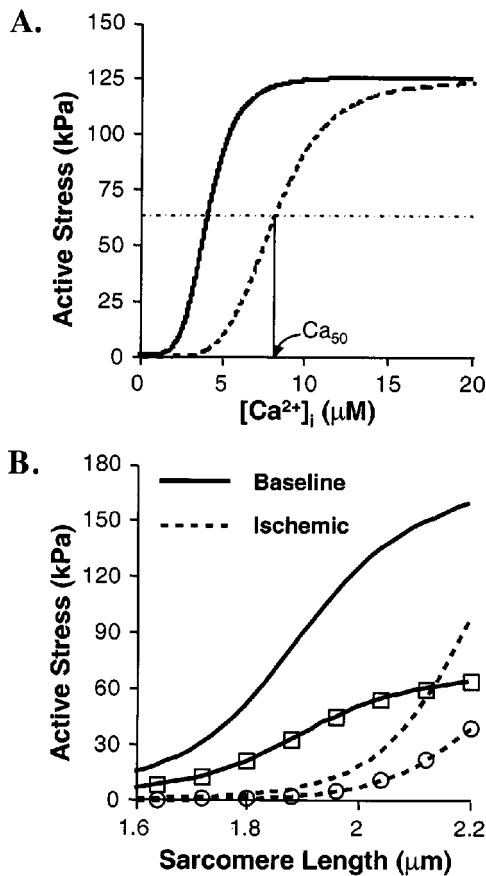 A.
150
125
100
75
50
25
0
Active Stress (kPa)
Ca50
0 5 10 15 20
[Ca2+]i (μM)
B.
180
150
120
90
60
30
0
Active Stress (kPa)
Baseline
Ischemic
1.6 1.8 2 2.2
Sarcomere Length (μm)